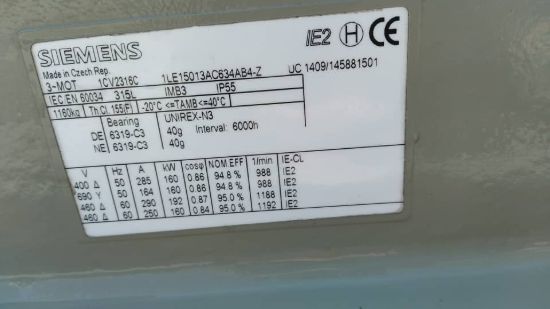 SIEMENS
IE2 H CE
Made in Czech Rep.
3-MOT 1CV2316C 1LE15013AC634AB4-Z UC 1409/145881501
IEC EN 60034 315L IMB3 IP55
1160kg Th.Cl.155(F) -20°C <=TAMB<=40°C
Bearing UNIREX-N3
DE 6319-C3 40g Interval: 6000h
NE 6319-C3 40g
V Hz A kW cosφ NOM.EFF 1/min IE-CL
400 Δ 50 285 160 0.86 94.8 % 988 IE2
690 Y 50 164 160 0.86 94.8 % 988 IE2
460 Δ 60 290 192 0.87 95.0 % 1188 IE2
460 Δ 60 250 160 0.84 95.0 % 1192 IE2